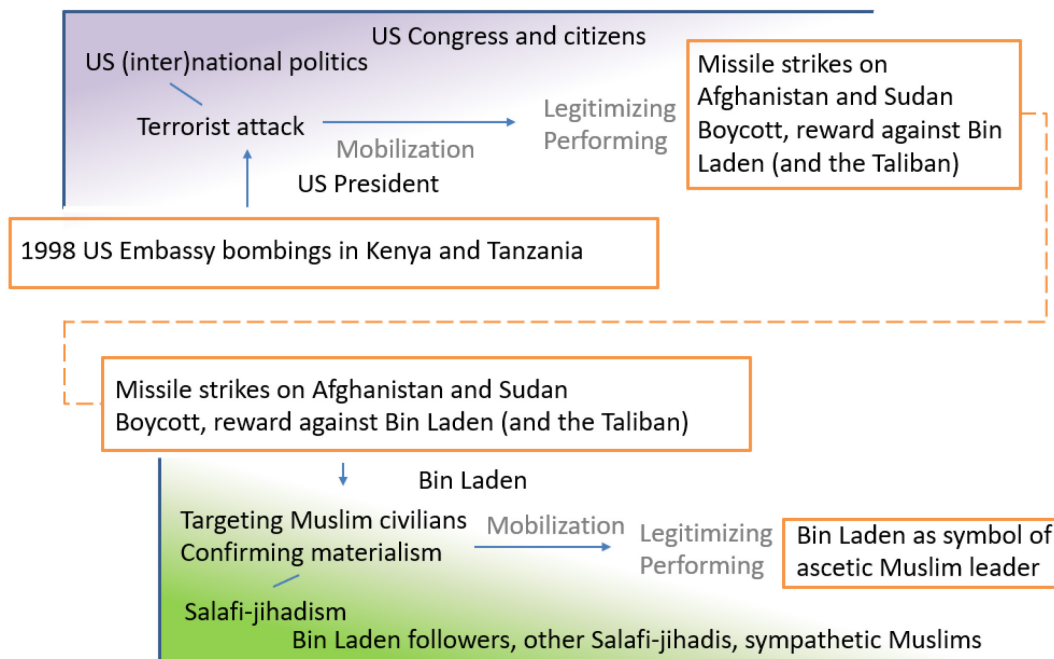 US Congress and citizens
US (inter)national politics
Terrorist attack
Mobilization
US President
Legitimizing
Performing
Missile strikes on
Afghanistan and Sudan
Boycott, reward against Bin
Laden (and the Taliban)
1998 US Embassy bombings in Kenya and Tanzania
Missile strikes on Afghanistan and Sudan
Boycott, reward against Bin Laden (and the Taliban)
Bin Laden
Targeting Muslim civilians
Confirming materialism
Mobilization
Legitimizing
Performing
Bin Laden as symbol of
ascetic Muslim leader
Salafi-jihadism
Bin Laden followers, other Salafi-jihadis, sympathetic Muslims